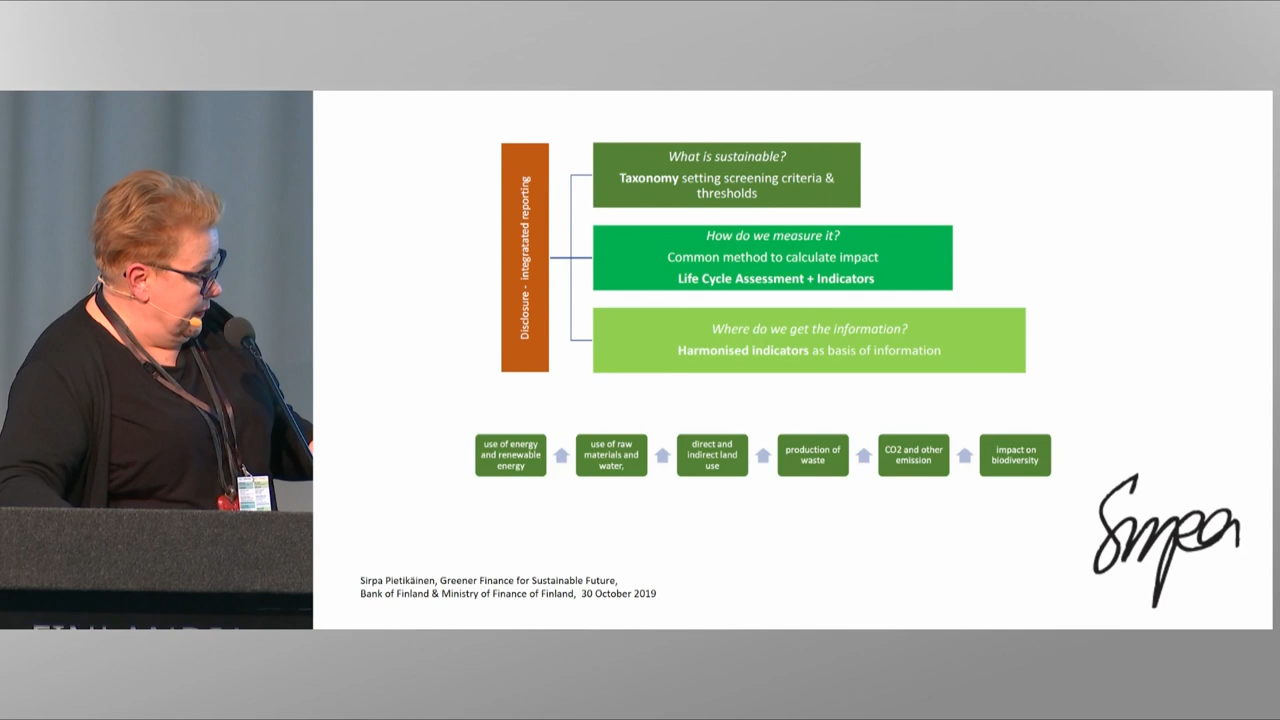 Disclosure - integratated reporting
What is sustainable?
Taxonomy setting screening criteria &
thresholds
How do we measure it?
Common method to calculate impact
Life Cycle Assessment + Indicators
Where do we get the information?
Harmonised indicators as basis of information
use of energy
and renewable
energy
use of raw
materials and
water,
direct and
indirect land
use
production of
waste
CO2 and other
emission
impact on
biodiversity
Sirpa
Sirpa Pietikäinen, Greener Finance for Sustainable Future,
Bank of Finland & Ministry of Finance of Finland, 30 October 2019